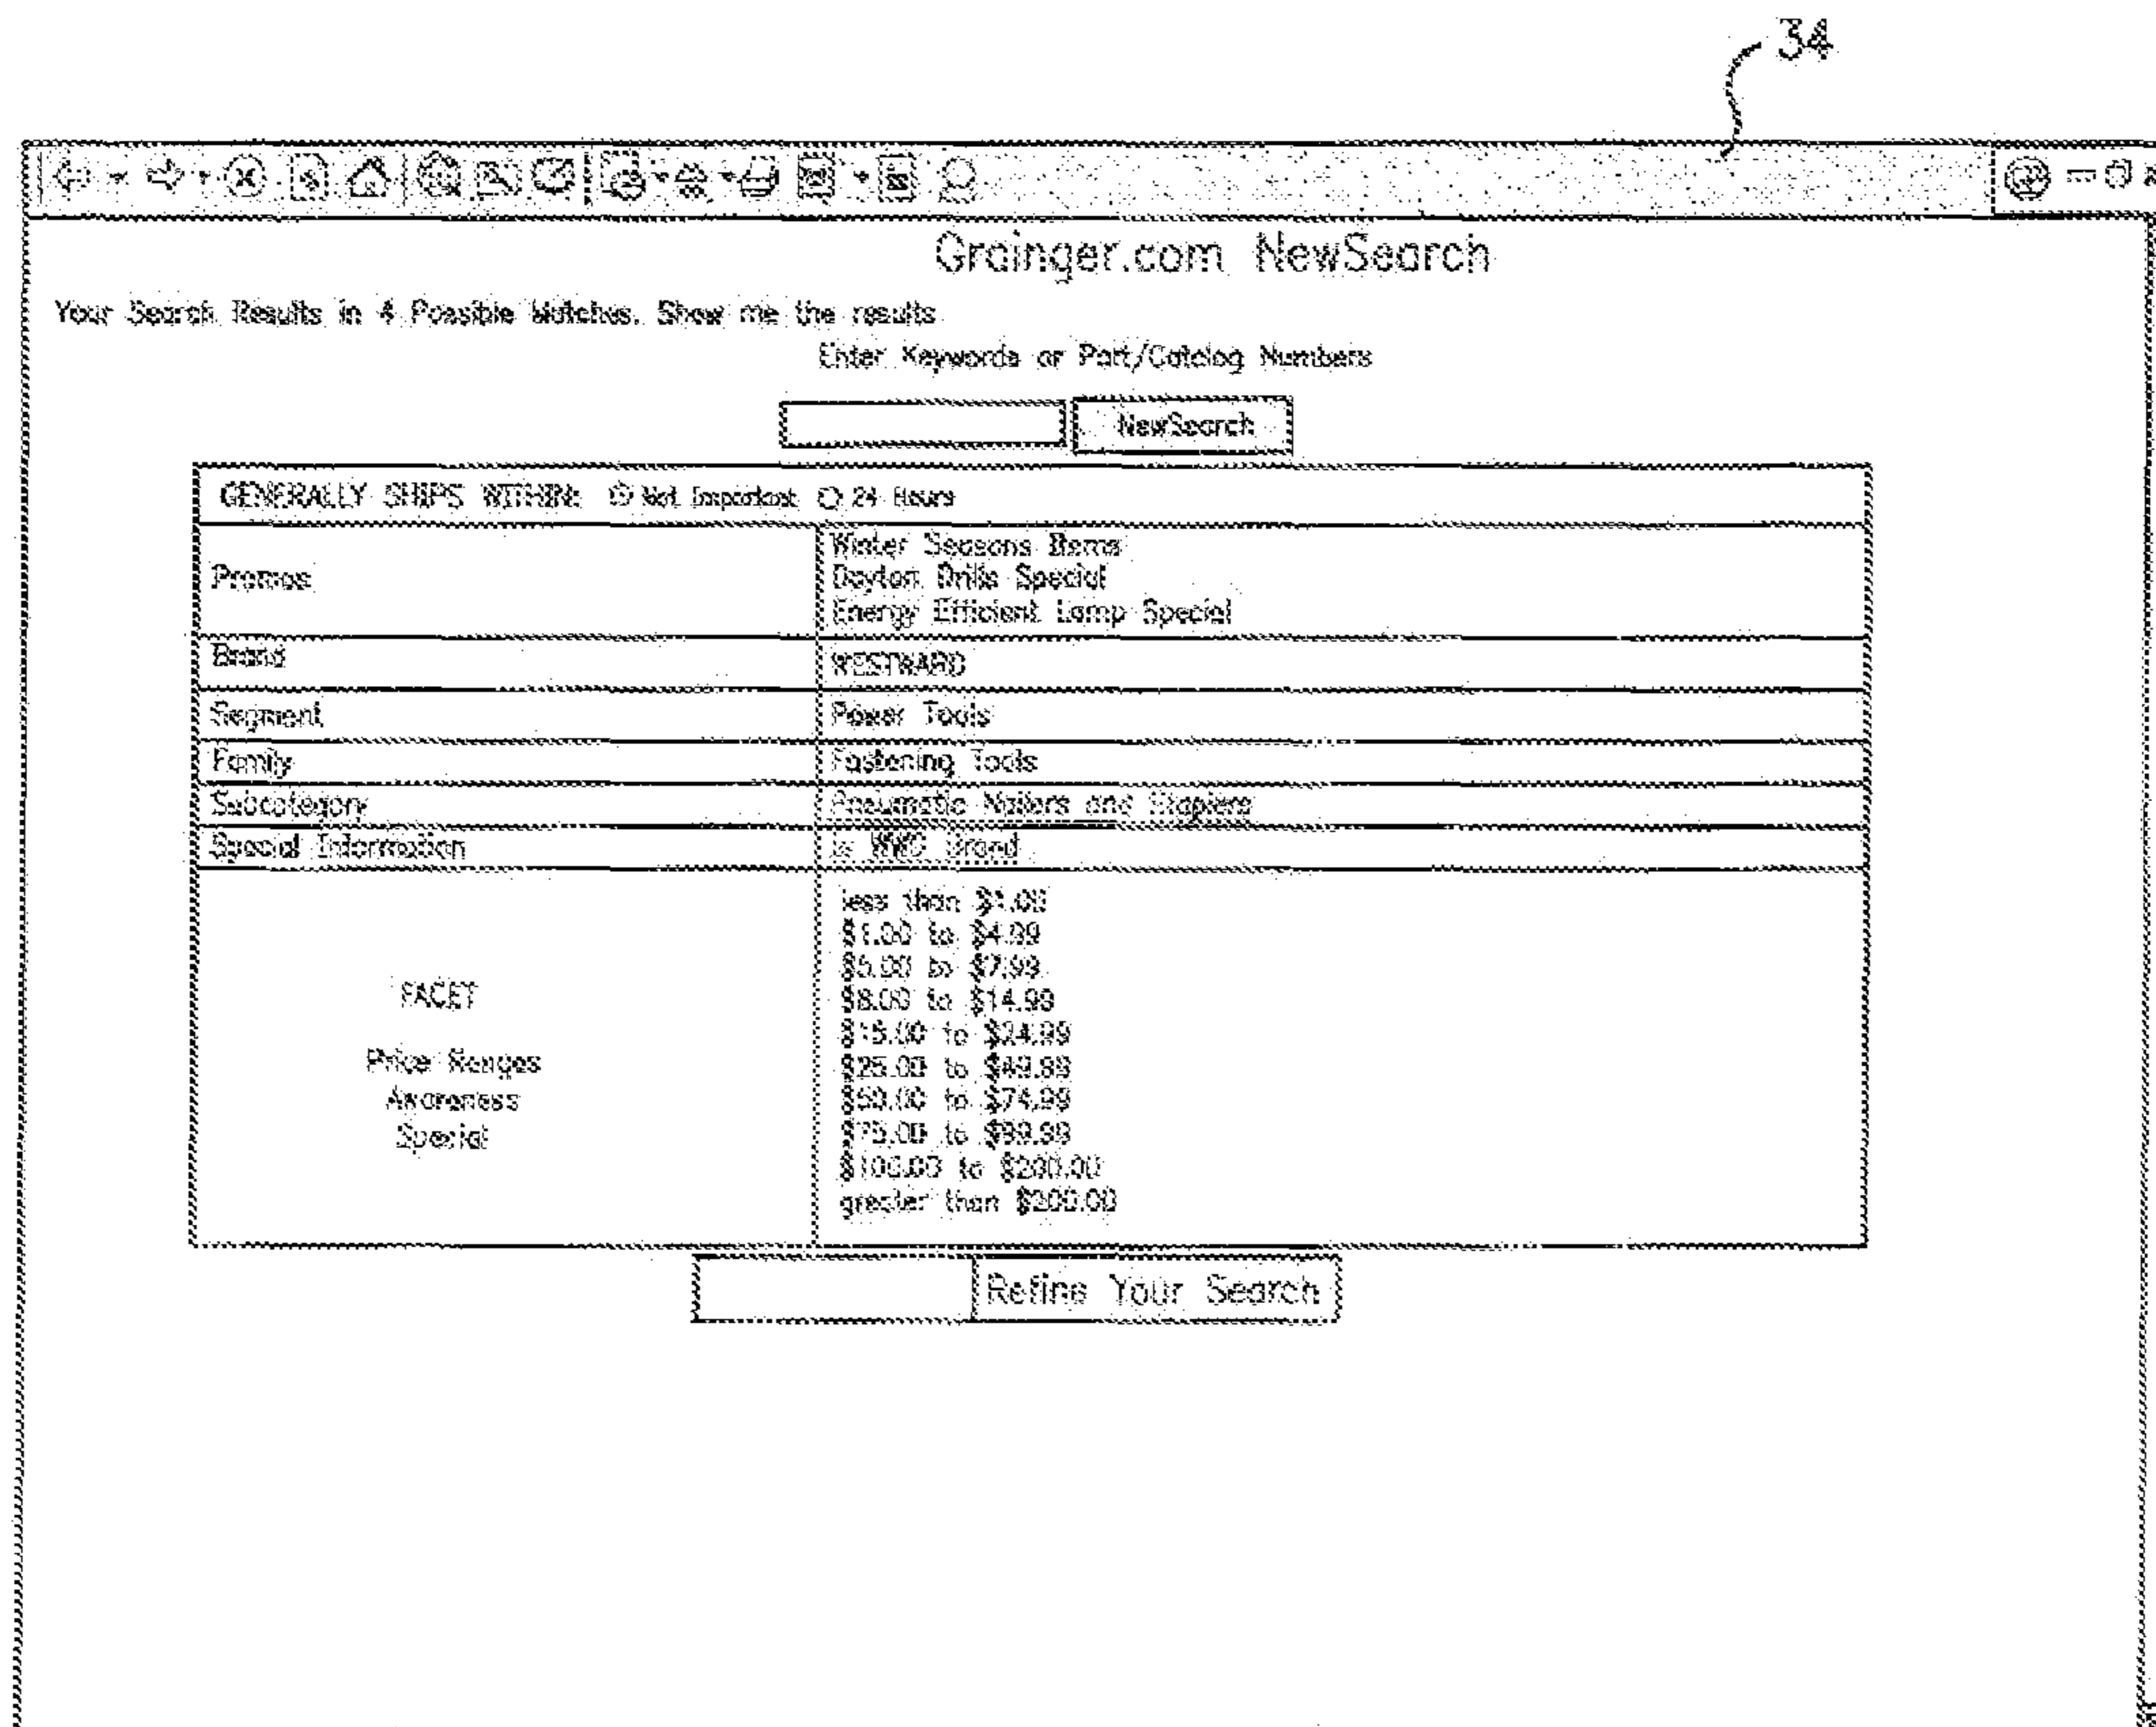 34
Grainger.com NewSearch
Your Search Results in 4 Possible Matches. Show me the results
Enter Keywords or Part/Catalog Numbers
NewSearch
GENERALLY SHIPS WITHIN: Not Important 24 Hours
Promos
Winter Seasons Items
Dayton Drills Special
Energy Efficient Lamp Special
Brand
WESTWARD
Segment
Power Tools
Family
Fastening Tools
Subcategory
Pneumatic Nailers and Staplers
Special Information
is WWG Brand
FACET
Price Ranges
Awareness
Special
less than $1.00
$1.00 to $4.99
$5.00 to $7.99
$8.00 to $14.99
$15.00 to $24.99
$25.00 to $49.99
$50.00 to $74.99
$75.00 to $99.99
$100.00 to $200.00
greater than $200.00
Refine Your Search